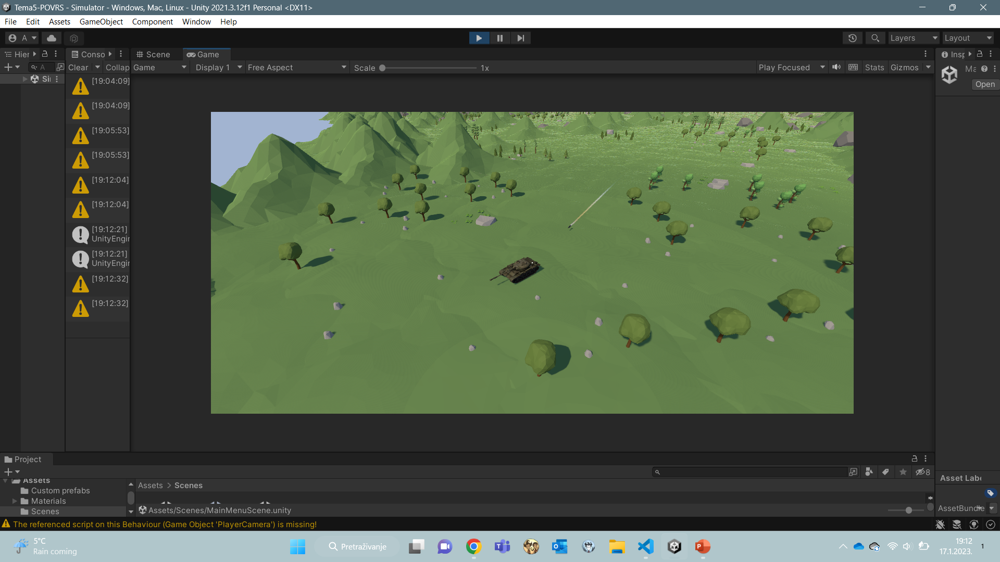 Tema5-POVRS - Simulator - Windows, Mac, Linux - Unity 2021.3.12f1 Personal <DX11>
File Edit Assets GameObject Component Window Help
A Layers Layout
Hier Conso Scene Game Insp
A Clear Collap Game Display 1 Free Aspect Scale 1x Play Focused Stats Gizmos
Open
[19:04:09]
[19:04:09]
[19:05:53]
[19:05:53]
[19:12:04]
[19:12:04]
[19:12:21]
UnityEngin
[19:12:21]
UnityEngin
[19:12:32]
[19:12:32]
Project
8
Assets
Custom prefabs
Materials
Scenes
Assets > Scenes
Assets/Scenes/MainMenuScene.unity
Asset Labe
AssetBundle
The referenced script on this Behaviour (Game Object 'PlayerCamera') is missing!
5°C
Rain coming
Pretraživanje
19:12
17.1.2023.
1